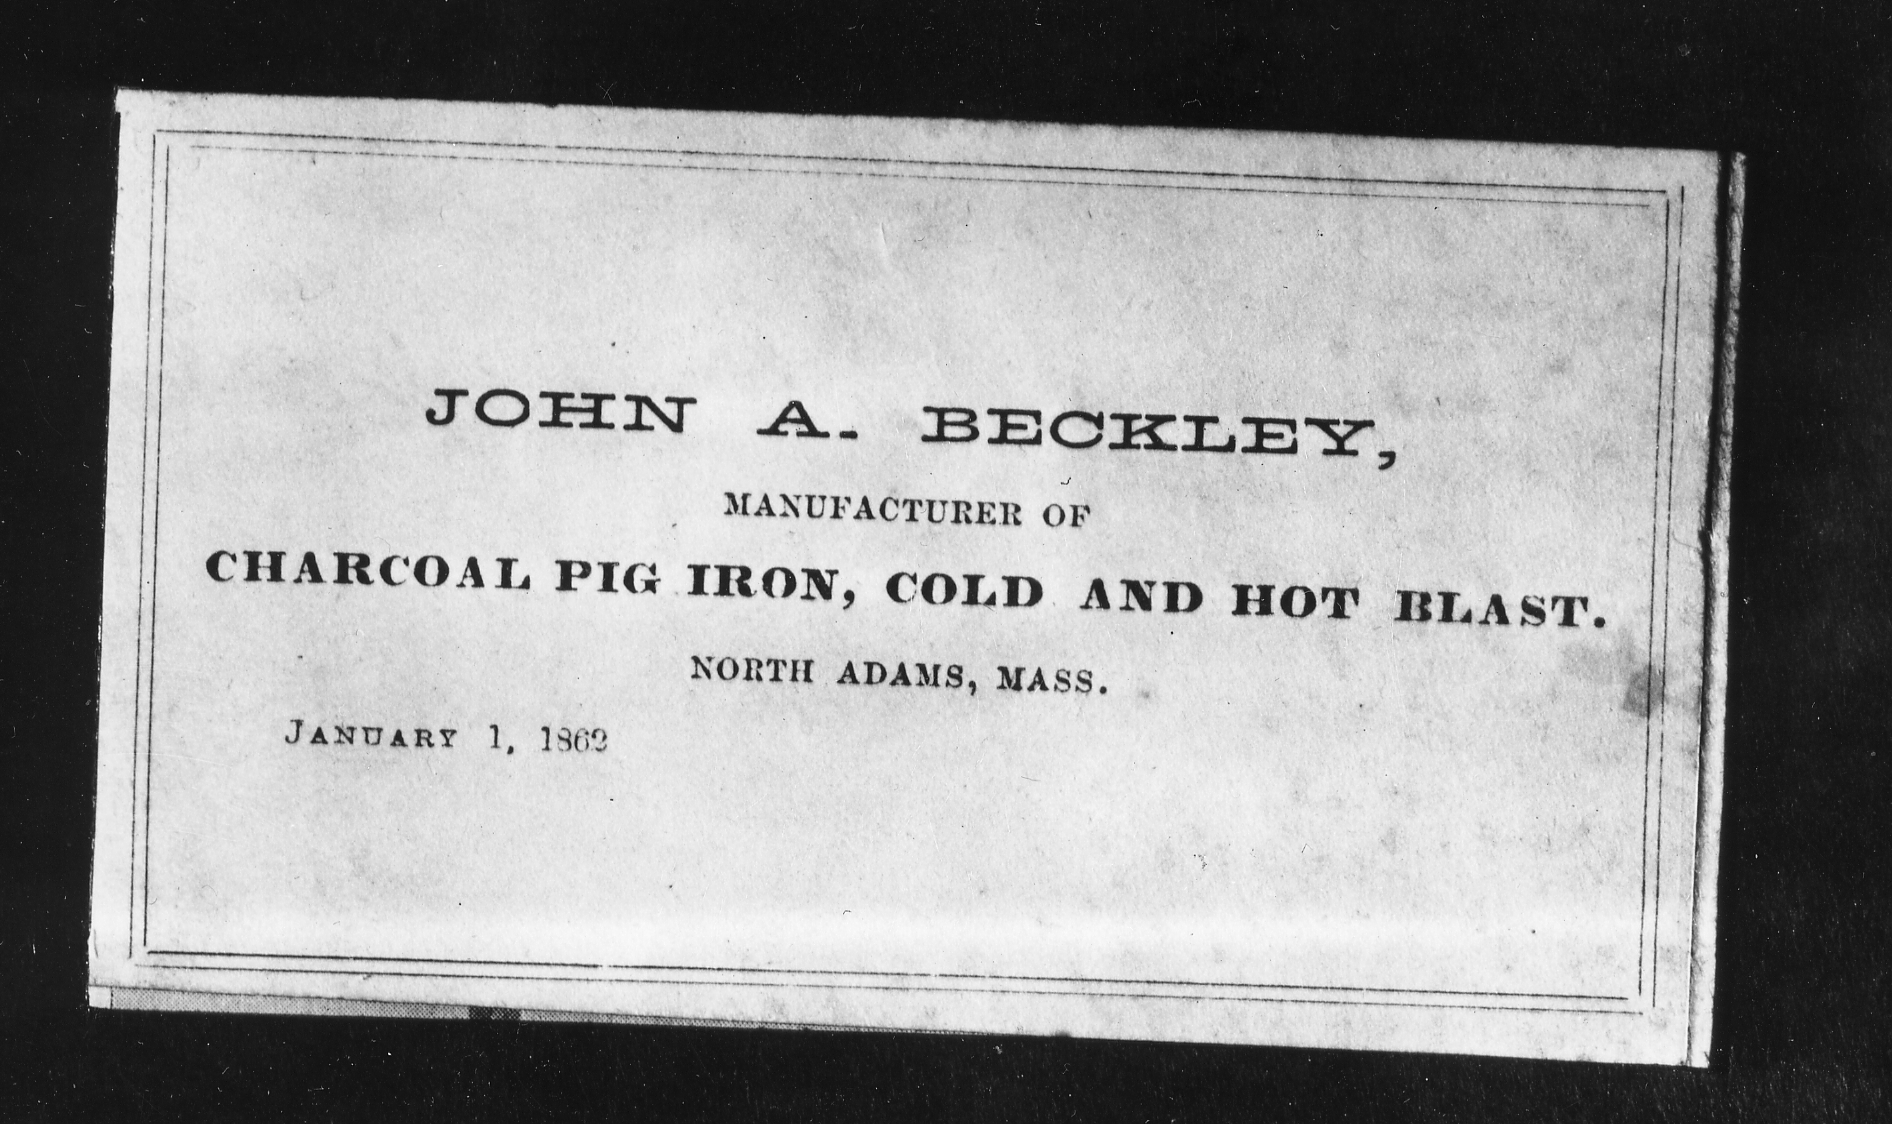 JOHN A. BECKLEY,
MANUFACTURER OF
CHARCOAL PIG IRON, COLD AND HOT BLAST.
NORTH ADAMS, MASS.
JANUARY 1, 1862